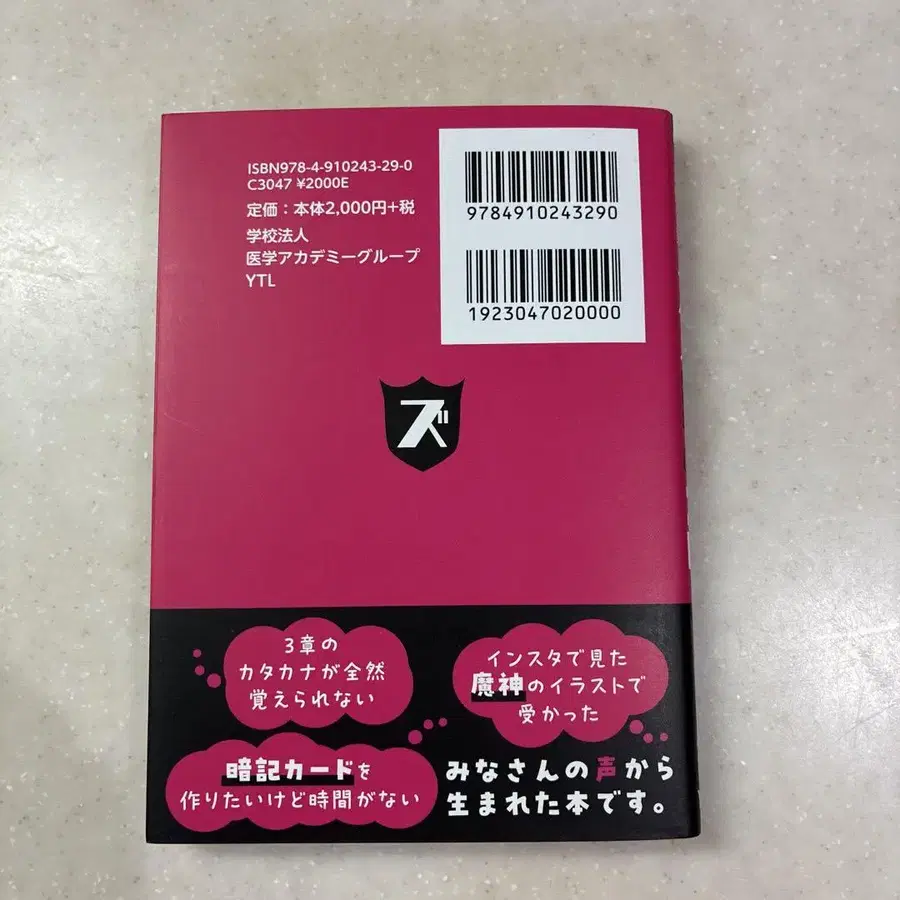 ISBN978-4-910243-29-0
C3047 ¥2000E
定価：本体2,000円+税
学校法人
医学アカデミーグループ
YTL
9784910243290
1923047020000
ズ
3章の
カタカナが全然
覚えられない
インスタで見た
魔神のイラストで
受かった
暗記カードを
作りたいけど時間がない
みなさんの声から
生まれた本です。